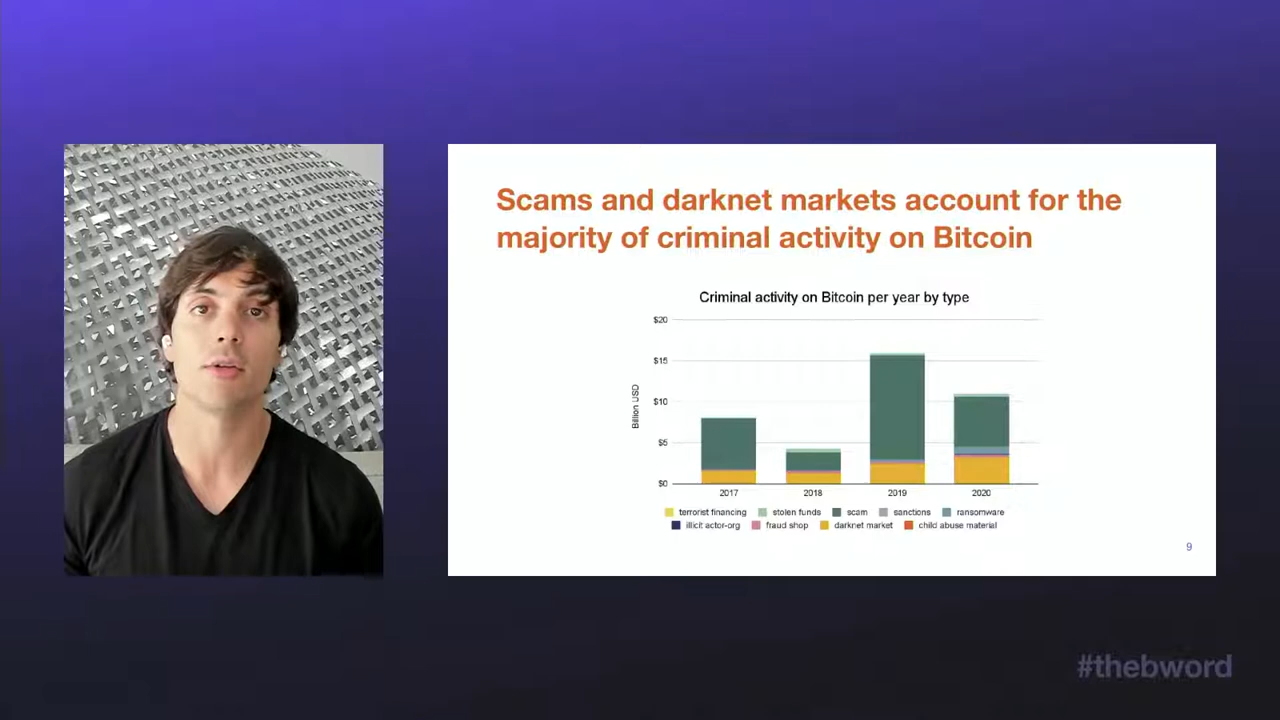 Scams and darknet markets account for the
majority of criminal activity on Bitcoin
Criminal activity on Bitcoin per year by type
Billion USD
$20
$15
$10
$5
$0
2017 2018 2019 2020
terrorist financing stolen funds scam sanctions ransomware
illicit actor-org fraud shop darknet market child abuse material
9
#thebword